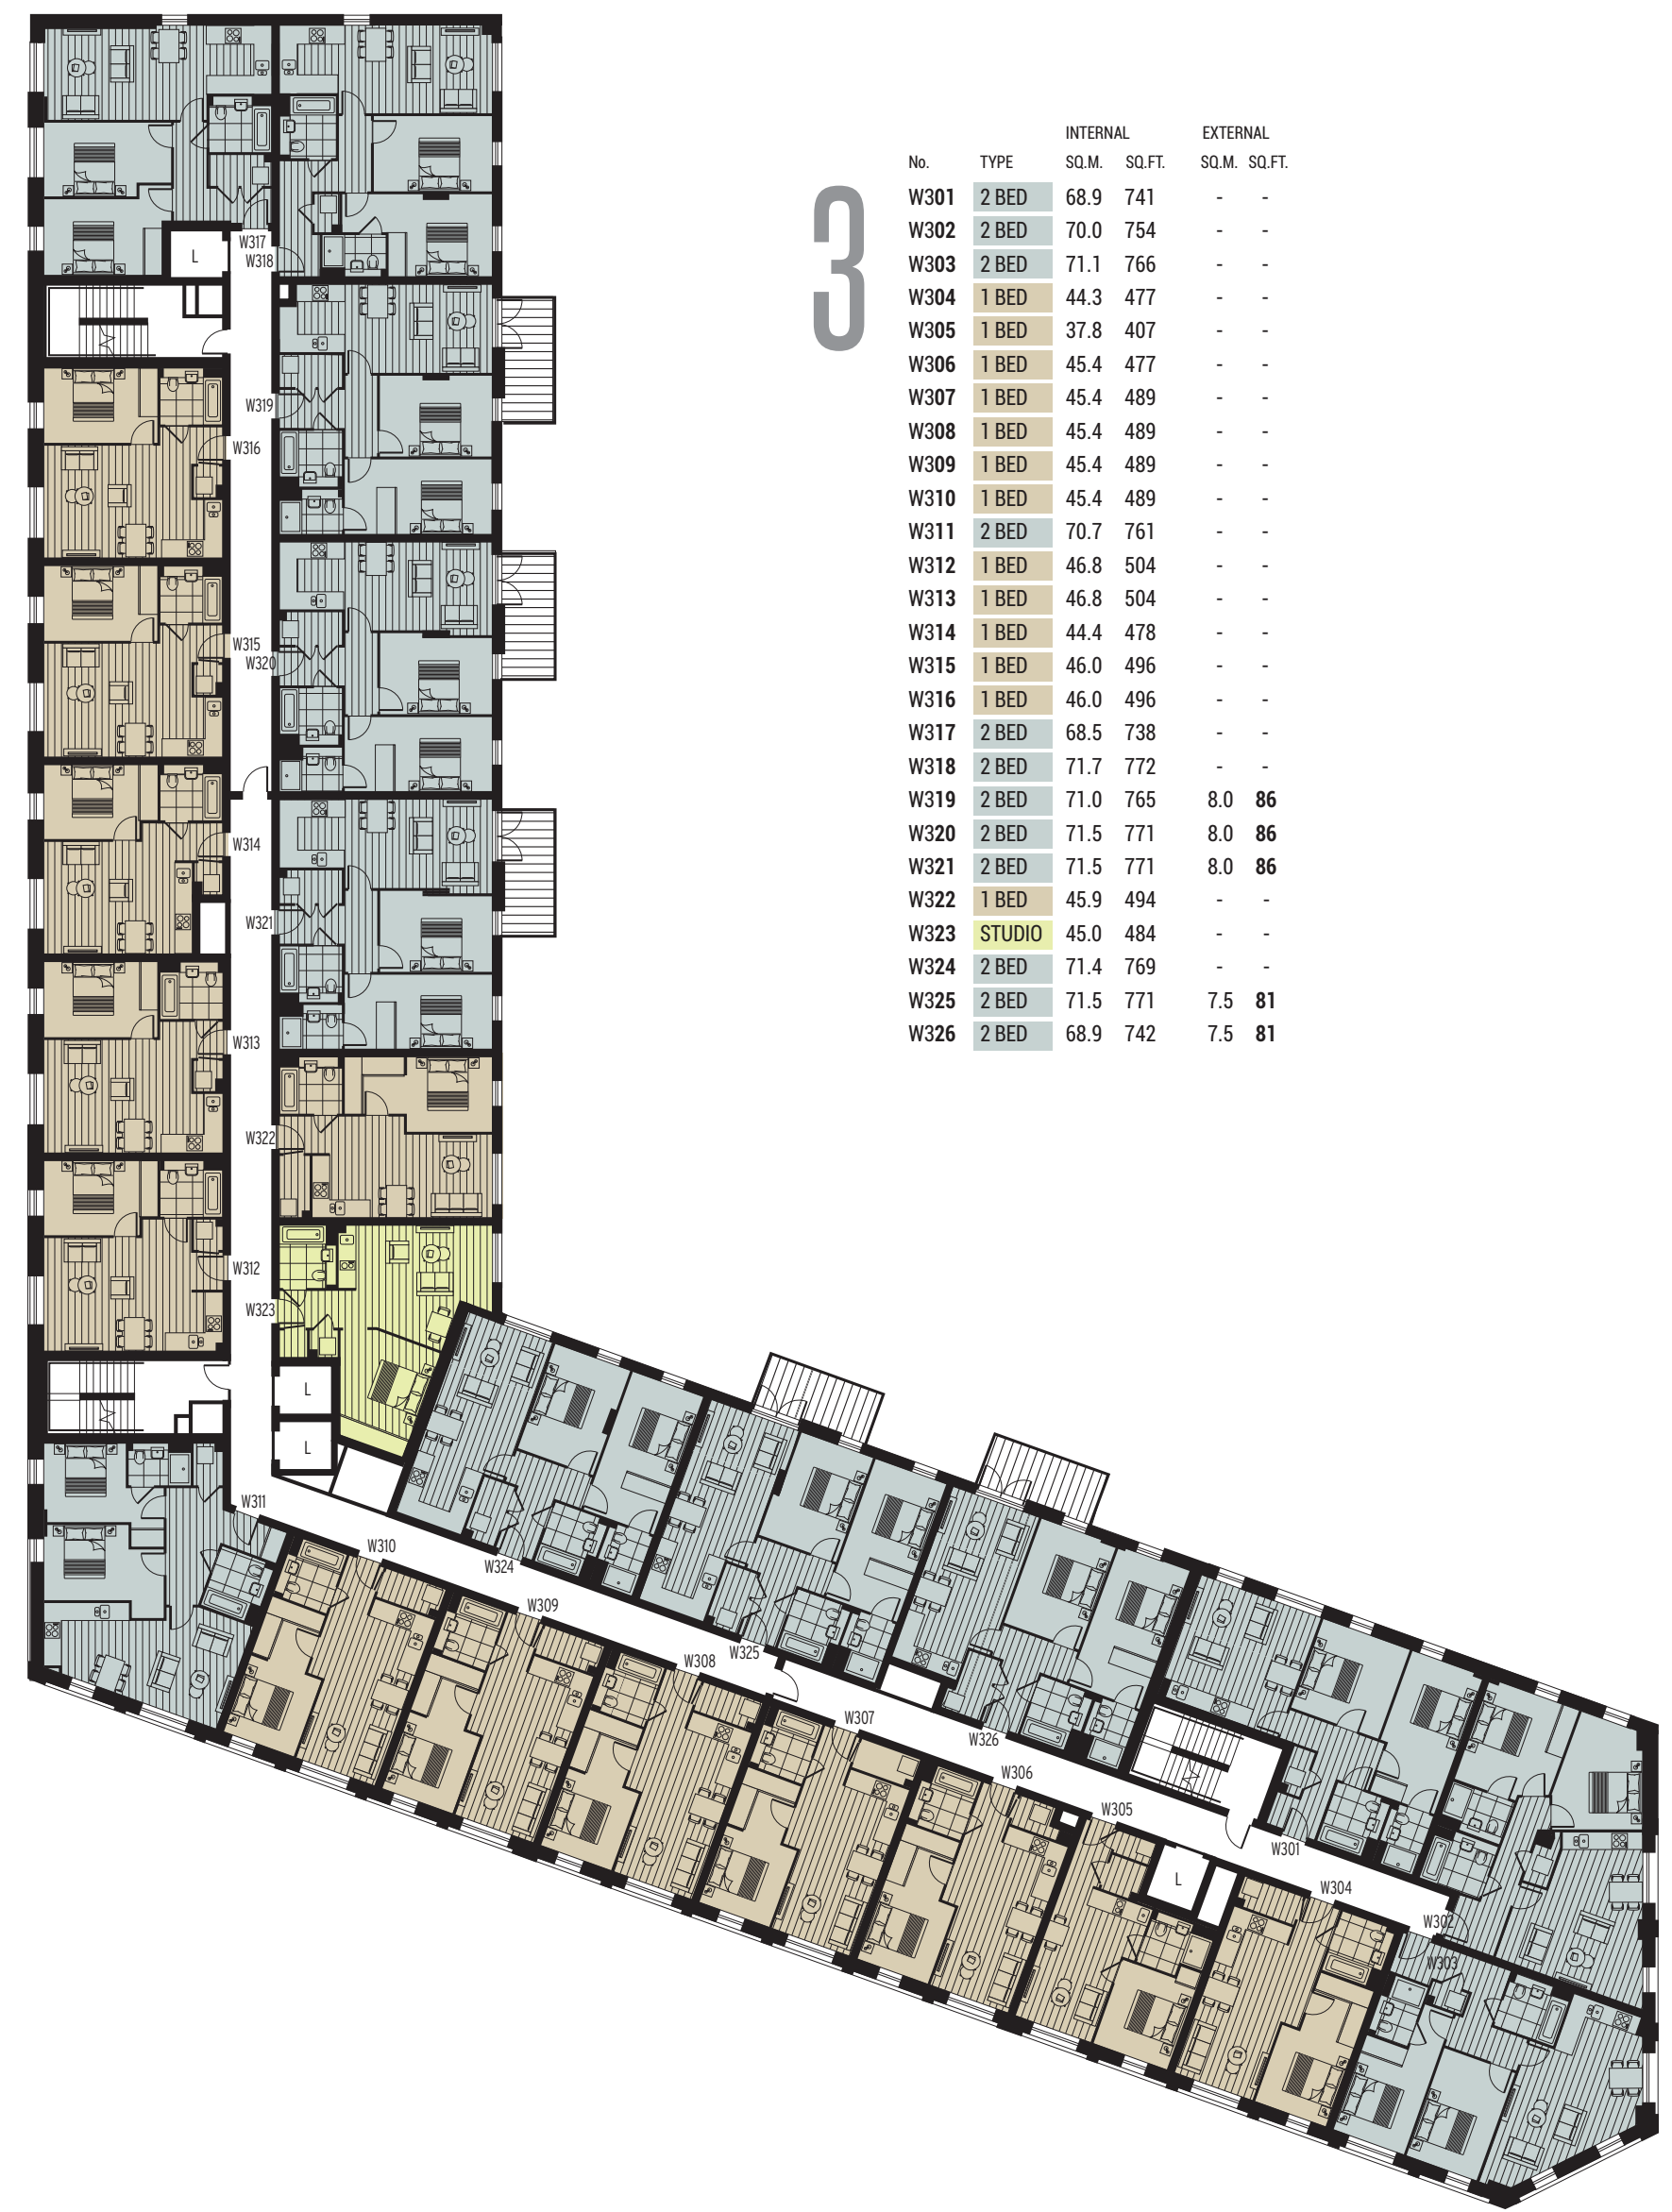 3
INTERNAL EXTERNAL
No. TYPE SQ.M. SQ.FT. SQ.M. SQ.FT.
W301 2 BED 68.9 741 - -
W302 2 BED 70.0 754 - -
W303 2 BED 71.1 766 - -
W304 1 BED 44.3 477 - -
W305 1 BED 37.8 407 - -
W306 1 BED 45.4 477 - -
W307 1 BED 45.4 489 - -
W308 1 BED 45.4 489 - -
W309 1 BED 45.4 489 - -
W310 1 BED 45.4 489 - -
W311 2 BED 70.7 761 - -
W312 1 BED 46.8 504 - -
W313 1 BED 46.8 504 - -
W314 1 BED 44.4 478 - -
W315 1 BED 46.0 496 - -
W316 1 BED 46.0 496 - -
W317 2 BED 68.5 738 - -
W318 2 BED 71.7 772 - -
W319 2 BED 71.0 765 8.0 86
W320 2 BED 71.5 771 8.0 86
W321 2 BED 71.5 771 8.0 86
W322 1 BED 45.9 494 - -
W323 STUDIO 45.0 484 - -
W324 2 BED 71.4 769 - -
W325 2 BED 71.5 771 7.5 81
W326 2 BED 68.9 742 7.5 81
W317
L
W318
W319
W316
W315
W320
W314
W321
W313
W322
W312
W323
L
L
W311
W310
W324
W309
W325
W308
W307
W326
W306
W305
W301
L
W304
W302
W303